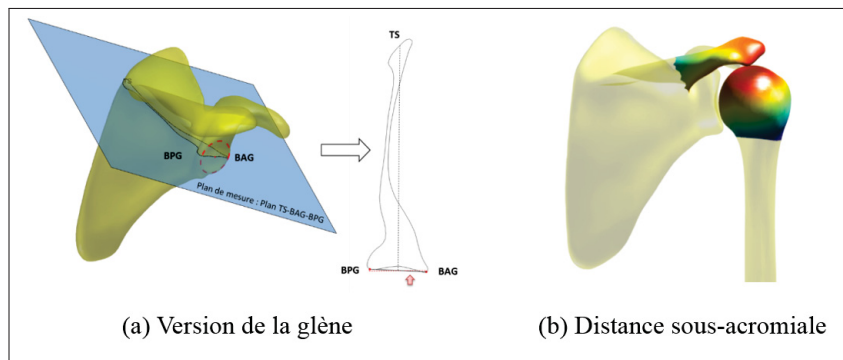 TS
BPG
BAG
Plan de mesure : Plan TS-BAG-BPG
BPG
BAG
(a) Version de la glène
(b) Distance sous-acromiale